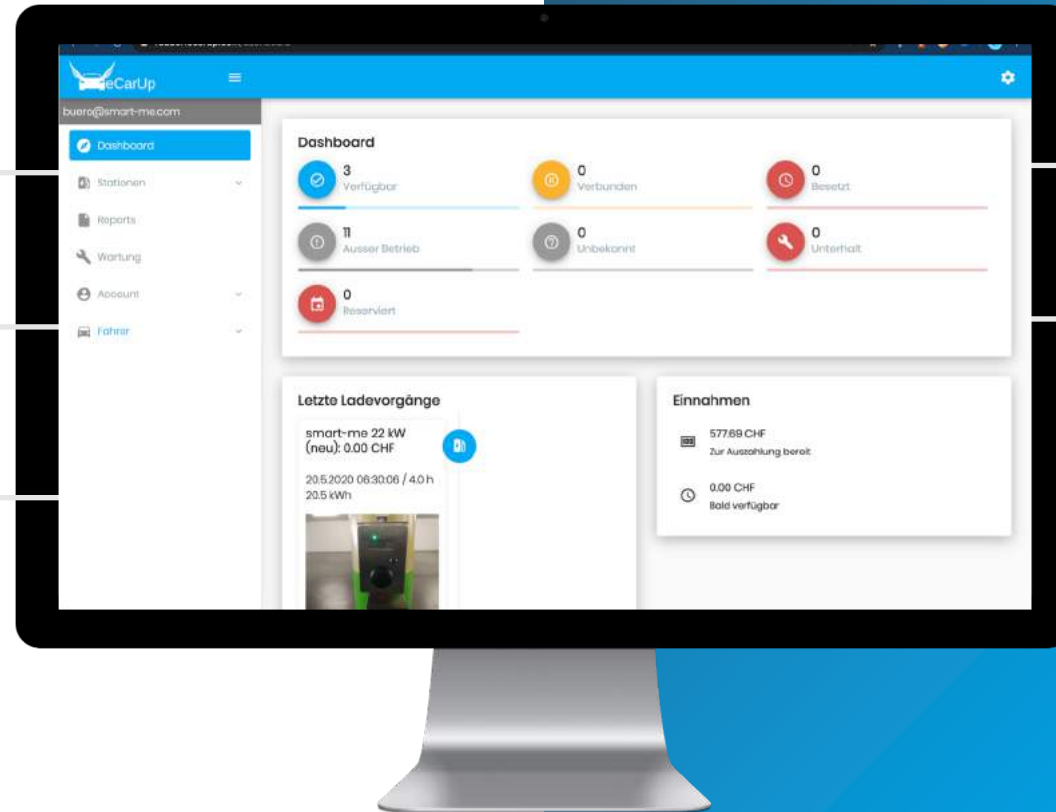 eCarUp
buero@smart-me.com
Dashboard
Stationen
Reports
Wartung
Account
Fahrer
Dashboard
3
Verfügbar
0
Verbunden
0
Besetzt
11
Ausser Betrieb
0
Unbekannt
0
Unterhalt
0
Reserviert
Letzte Ladevorgänge
smart-me 22 kW
(neu): 0.00 CHF
20.5.2020 06:30:06 / 4.0 h
20.5 kWh
Einnahmen
577.69 CHF
Zur Auszahlung bereit
0.00 CHF
Bald verfügbar